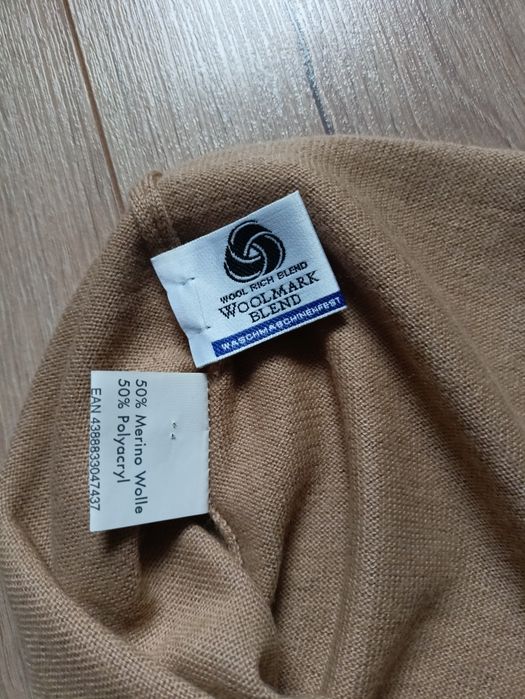 WOOL RICH BLEND
WOOLMARK
BLEND
WASCHMASCHINENFEST
50% Merino Wolle
50% Polyacryl
EAN 4388833047437